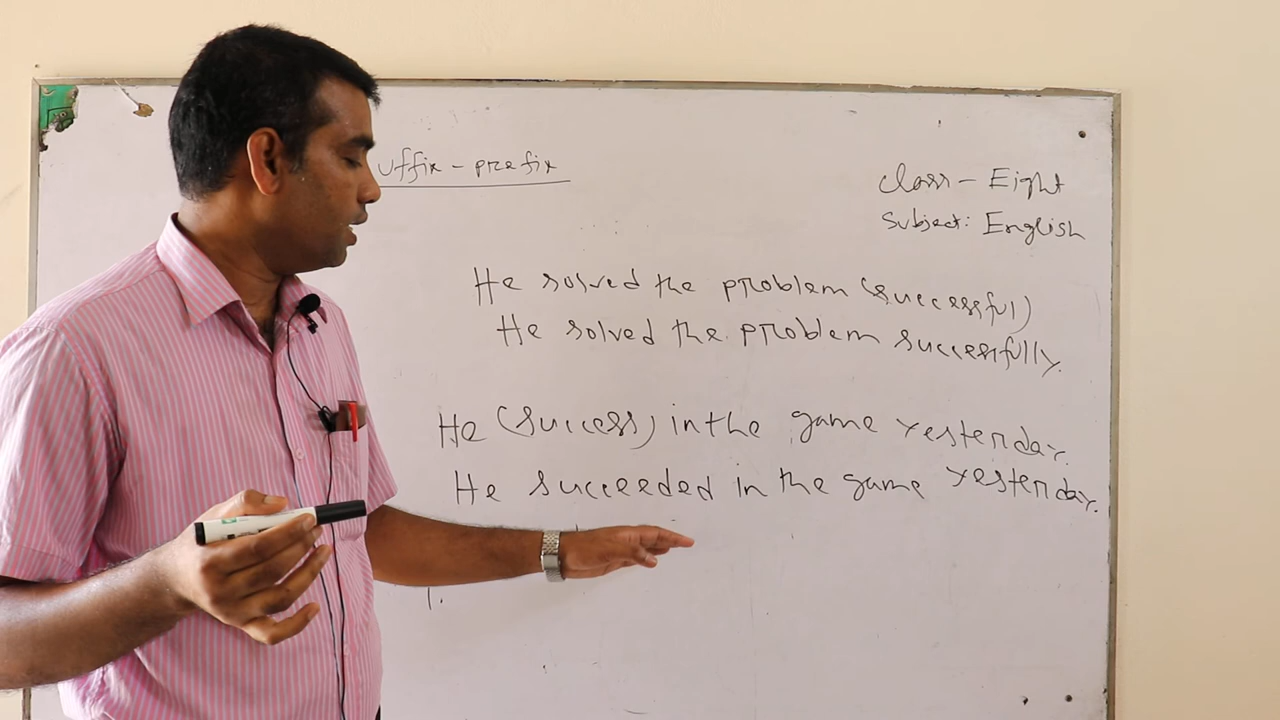 uffix - prefix
Class - Eight
Subject: English
He solved the problem (successful)
He solved the problem successfully.
He (success) in the game yesterday.
He succeeded in the game yesterday.